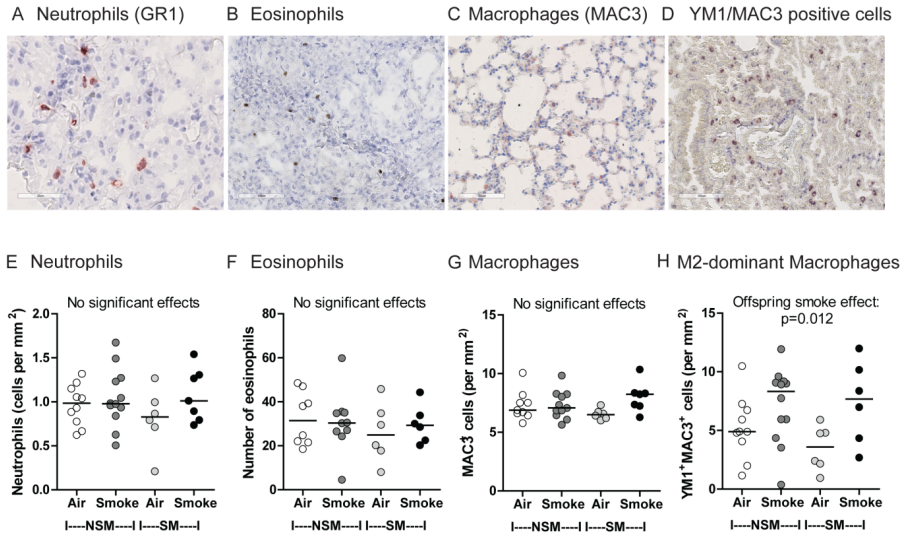 A Neutrophils (GR1)
B Eosinophils
C Macrophages (MAC3)
D YM1/MAC3 positive cells
E Neutrophils
No significant effects
Neutrophils (cells per mm²)
2.0
1.5
1.0
0.5
0.0
Air Smoke Air Smoke
I----NSM----I I----SM----I
F Eosinophils
No significant effects
Number of eosinophils
80
60
40
20
0
Air Smoke Air Smoke
I----NSM----I I----SM----I
G Macrophages
No significant effects
MAC3⁺ cells (per mm²)
15
10
5
0
Air Smoke Air Smoke
I----NSM----I I----SM----I
H M2-dominant Macrophages
Offspring smoke effect:
p=0.012
YM1⁺MAC3⁺ cells (per mm²)
15
10
5
0
Air Smoke Air Smoke
I----NSM----I I----SM----I